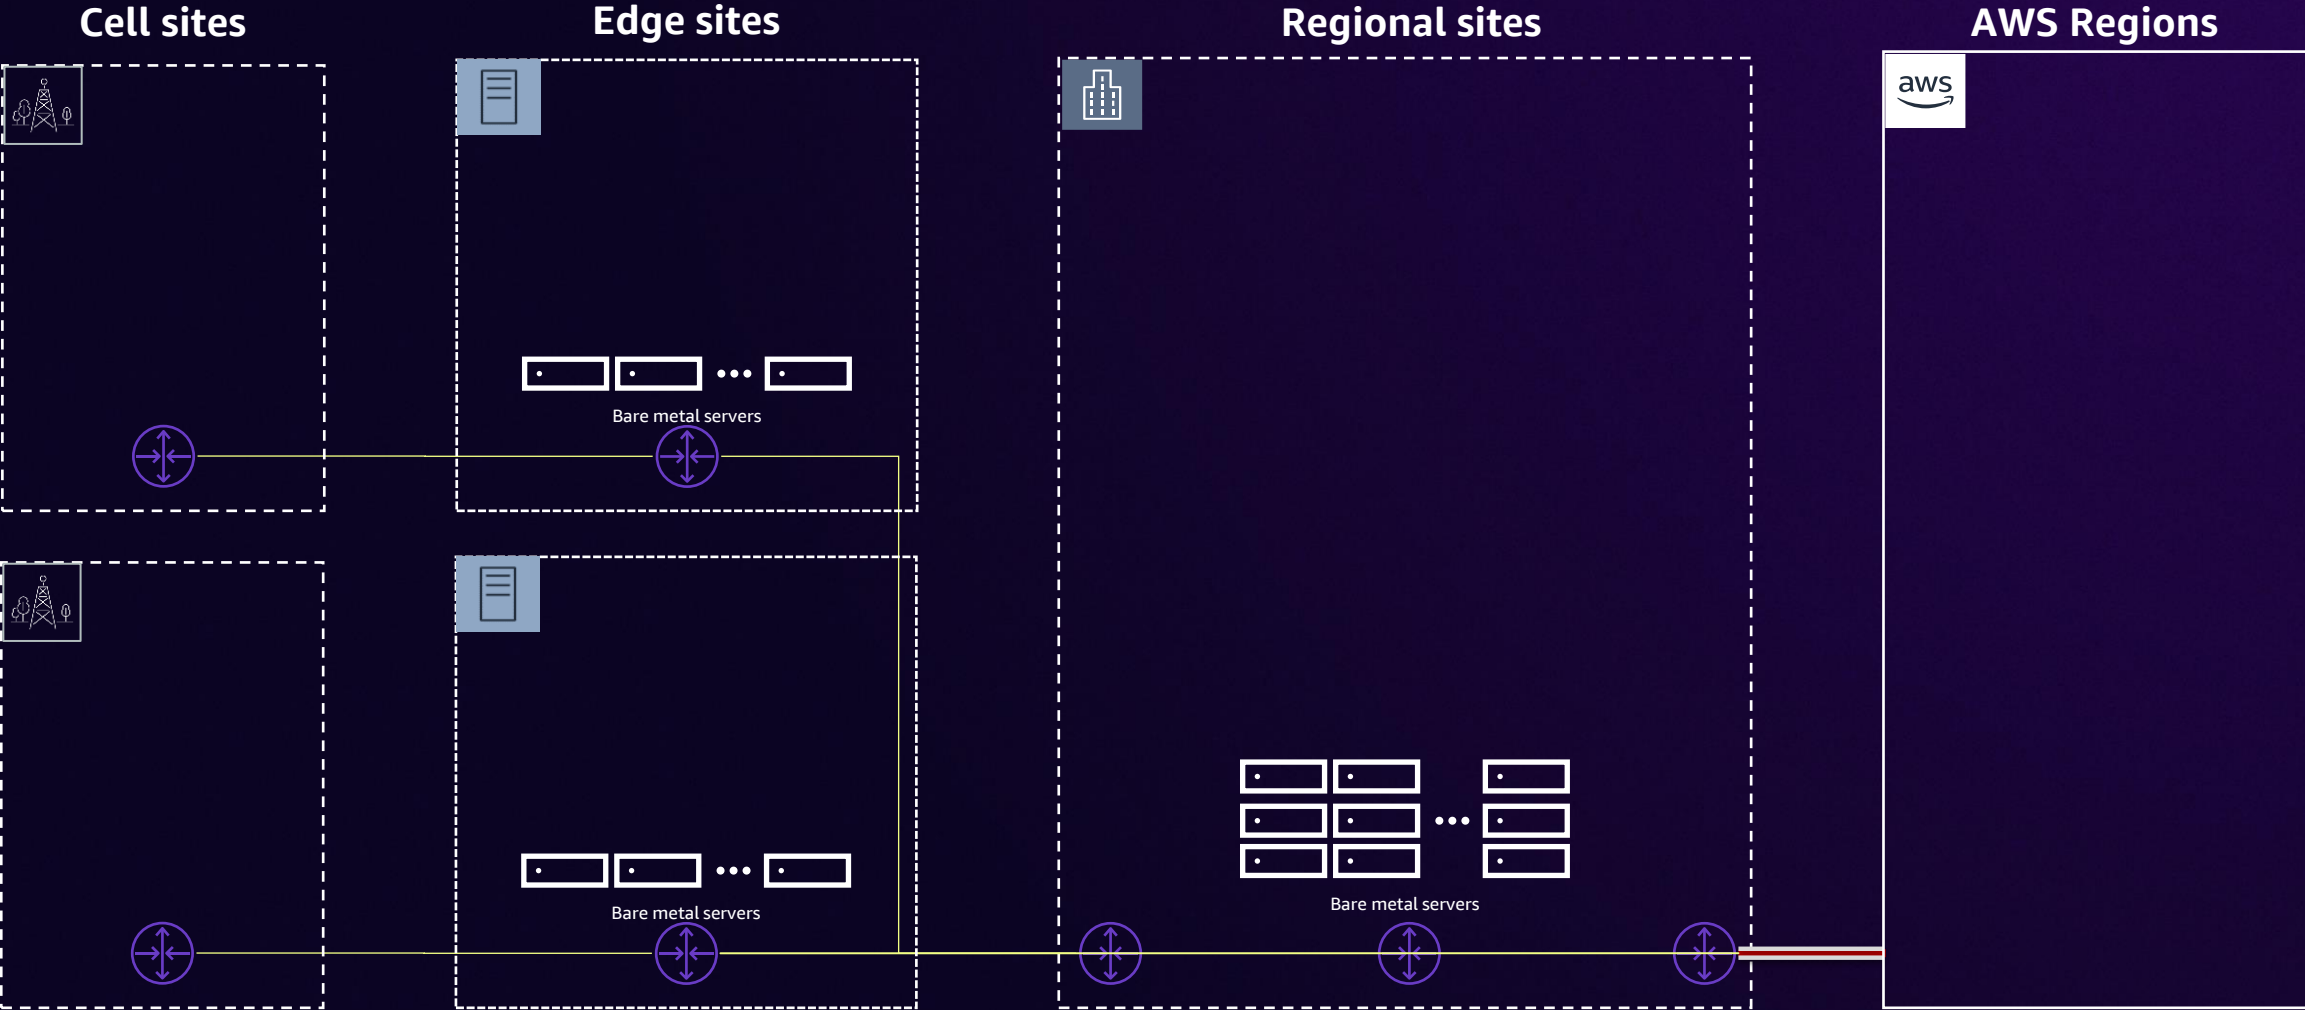 Cell sites
Edge sites
Regional sites
AWS Regions
aws
Bare metal servers
Bare metal servers
Bare metal servers